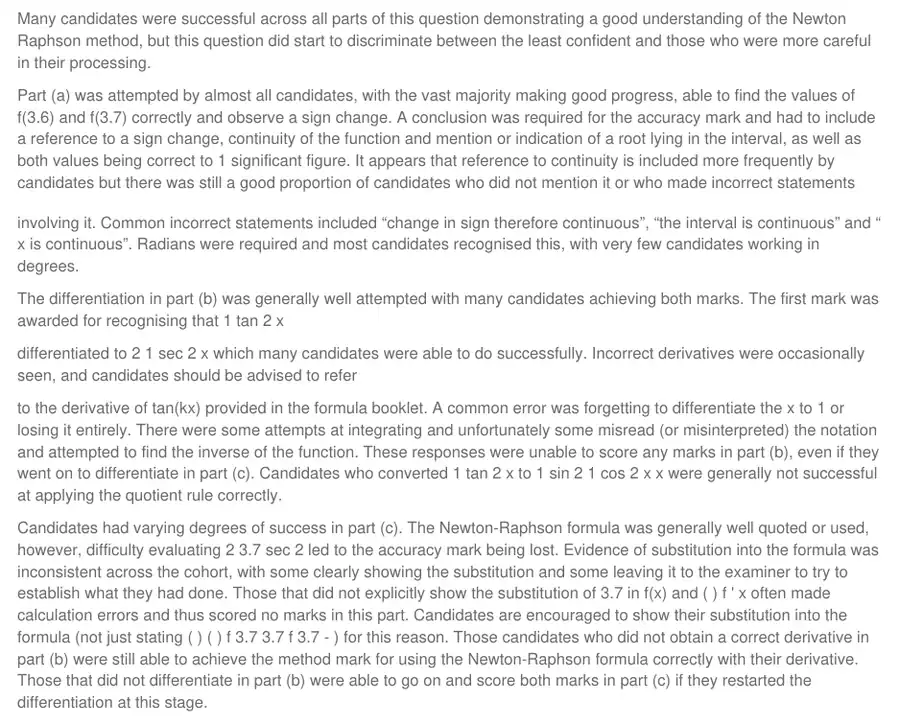 Many candidates were successful across all parts of this question demonstrating a good understanding of the Newton
Raphson method, but this question did start to discriminate between the least confident and those who were more careful
in their processing.
Part (a) was attempted by almost all candidates, with the vast majority making good progress, able to find the values of
f(3.6) and f(3.7) correctly and observe a sign change. A conclusion was required for the accuracy mark and had to include
a reference to a sign change, continuity of the function and mention or indication of a root lying in the interval, as well as
both values being correct to 1 significant figure. It appears that reference to continuity is included more frequently by
candidates but there was still a good proportion of candidates who did not mention it or who made incorrect statements
involving it. Common incorrect statements included “change in sign therefore continuous”, “the interval is continuous” and “
x is continuous”. Radians were required and most candidates recognised this, with very few candidates working in
degrees.
The differentiation in part (b) was generally well attempted with many candidates achieving both marks. The first mark was
awarded for recognising that 1 tan 2 x
differentiated to 2 1 sec 2 x which many candidates were able to do successfully. Incorrect derivatives were occasionally
seen, and candidates should be advised to refer
to the derivative of tan(kx) provided in the formula booklet. A common error was forgetting to differentiate the x to 1 or
losing it entirely. There were some attempts at integrating and unfortunately some misread (or misinterpreted) the notation
and attempted to find the inverse of the function. These responses were unable to score any marks in part (b), even if they
went on to differentiate in part (c). Candidates who converted 1 tan 2 x to 1 sin 2 1 cos 2 x x were generally not successful
at applying the quotient rule correctly.
Candidates had varying degrees of success in part (c). The Newton-Raphson formula was generally well quoted or used,
however, difficulty evaluating 2 3.7 sec 2 led to the accuracy mark being lost. Evidence of substitution into the formula was
inconsistent across the cohort, with some clearly showing the substitution and some leaving it to the examiner to try to
establish what they had done. Those that did not explicitly show the substitution of 3.7 in f(x) and ( ) f ' x often made
calculation errors and thus scored no marks in this part. Candidates are encouraged to show their substitution into the
formula (not just stating ( ) ( ) f 3.7 3.7 f 3.7 - ) for this reason. Those candidates who did not obtain a correct derivative in
part (b) were still able to achieve the method mark for using the Newton-Raphson formula correctly with their derivative.
Those that did not differentiate in part (b) were able to go on and score both marks in part (c) if they restarted the
differentiation at this stage.